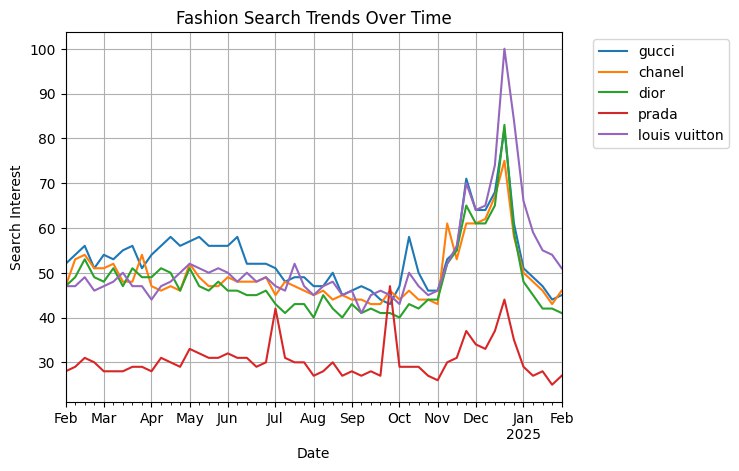 Fashion Search Trends Over Time
100
90
80
70
60
50
40
30
Search Interest
Feb Mar Apr May Jun Jul Aug Sep Oct Nov Dec Jan Feb
2025
Date
gucci
chanel
dior
prada
louis vuitton